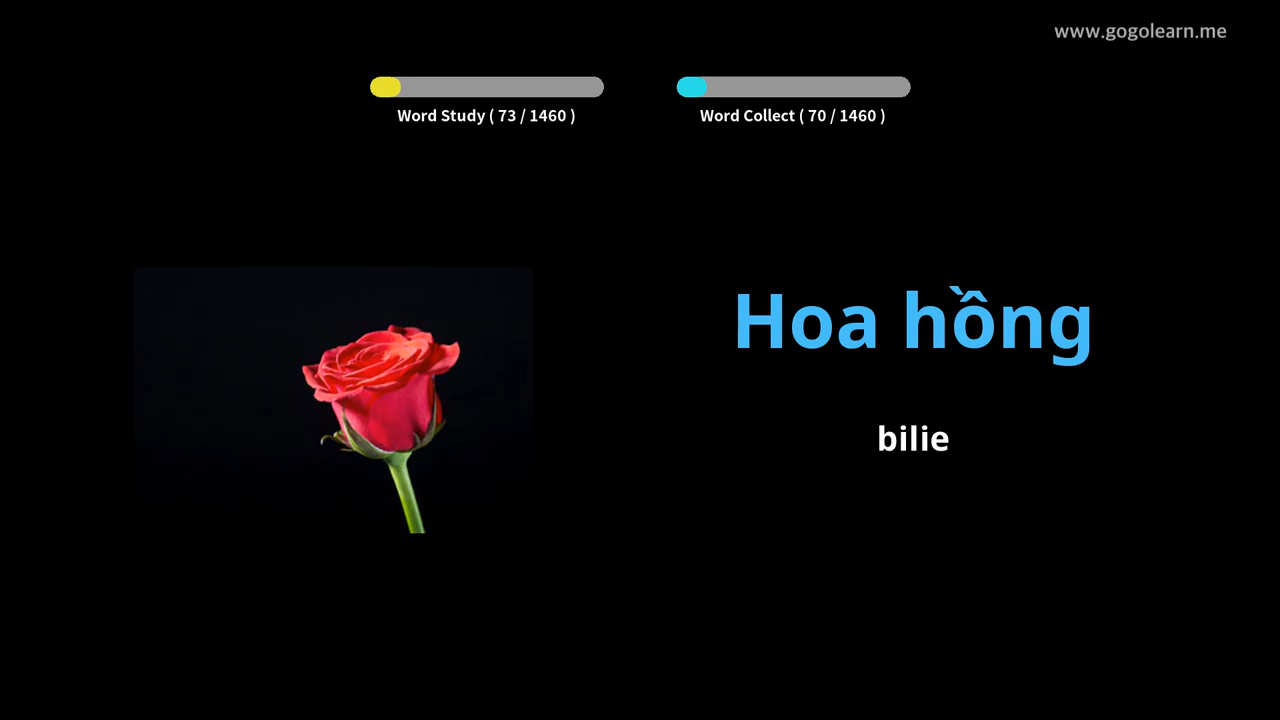 www.gogolearn.me
Word Study ( 73 / 1460 )
Word Collect ( 70 / 1460 )
Hoa hồng
bilie